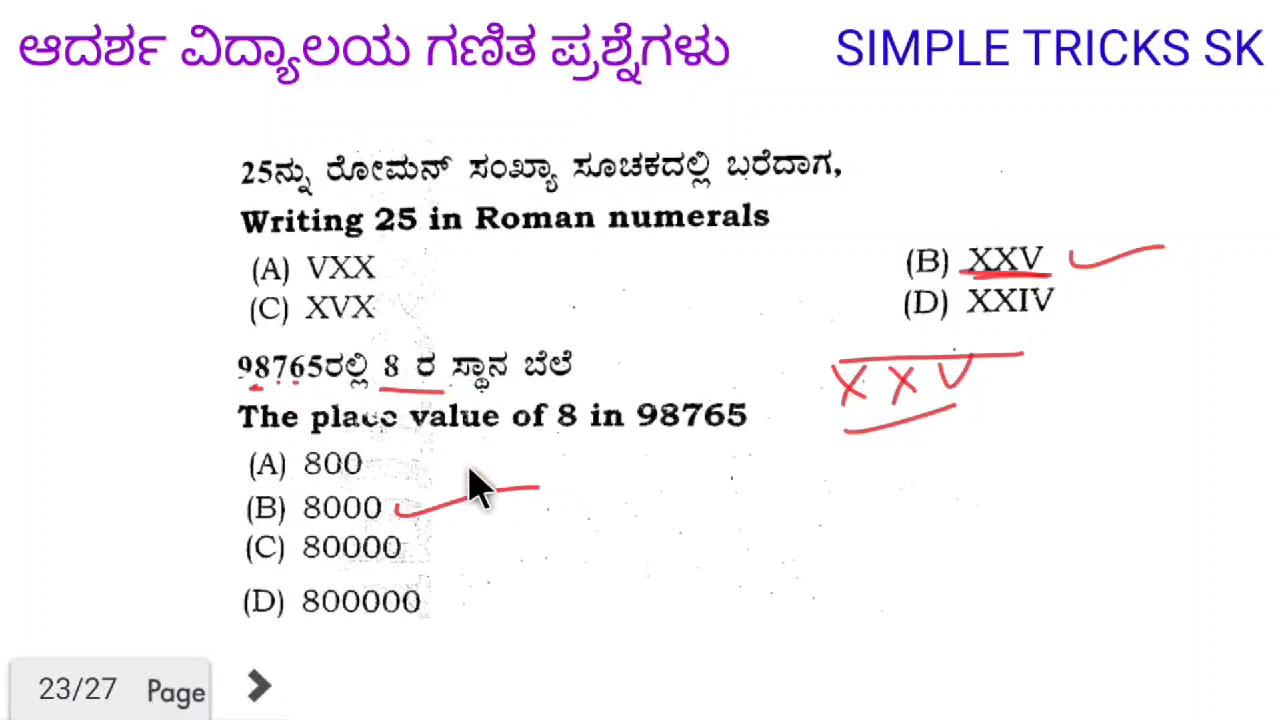 ಆದರ್ಶ ವಿದ್ಯಾಲಯ ಗಣಿತ ಪ್ರಶ್ನೆಗಳು SIMPLE TRICKS SK
25ನ್ನು ರೋಮನ್ ಸಂಖ್ಯಾ ಸೂಚಕದಲ್ಲಿ ಬರೆದಾಗ,
Writing 25 in Roman numerals
(A) VXX (B) XXV
(C) XVX (D) XXIV
98765ರಲ್ಲಿ 8 ರ ಸ್ಥಾನ ಬೆಲೆ
XXV
The place value of 8 in 98765
(A) 800
(B) 8000
(C) 80000
(D) 800000
23/27 Page